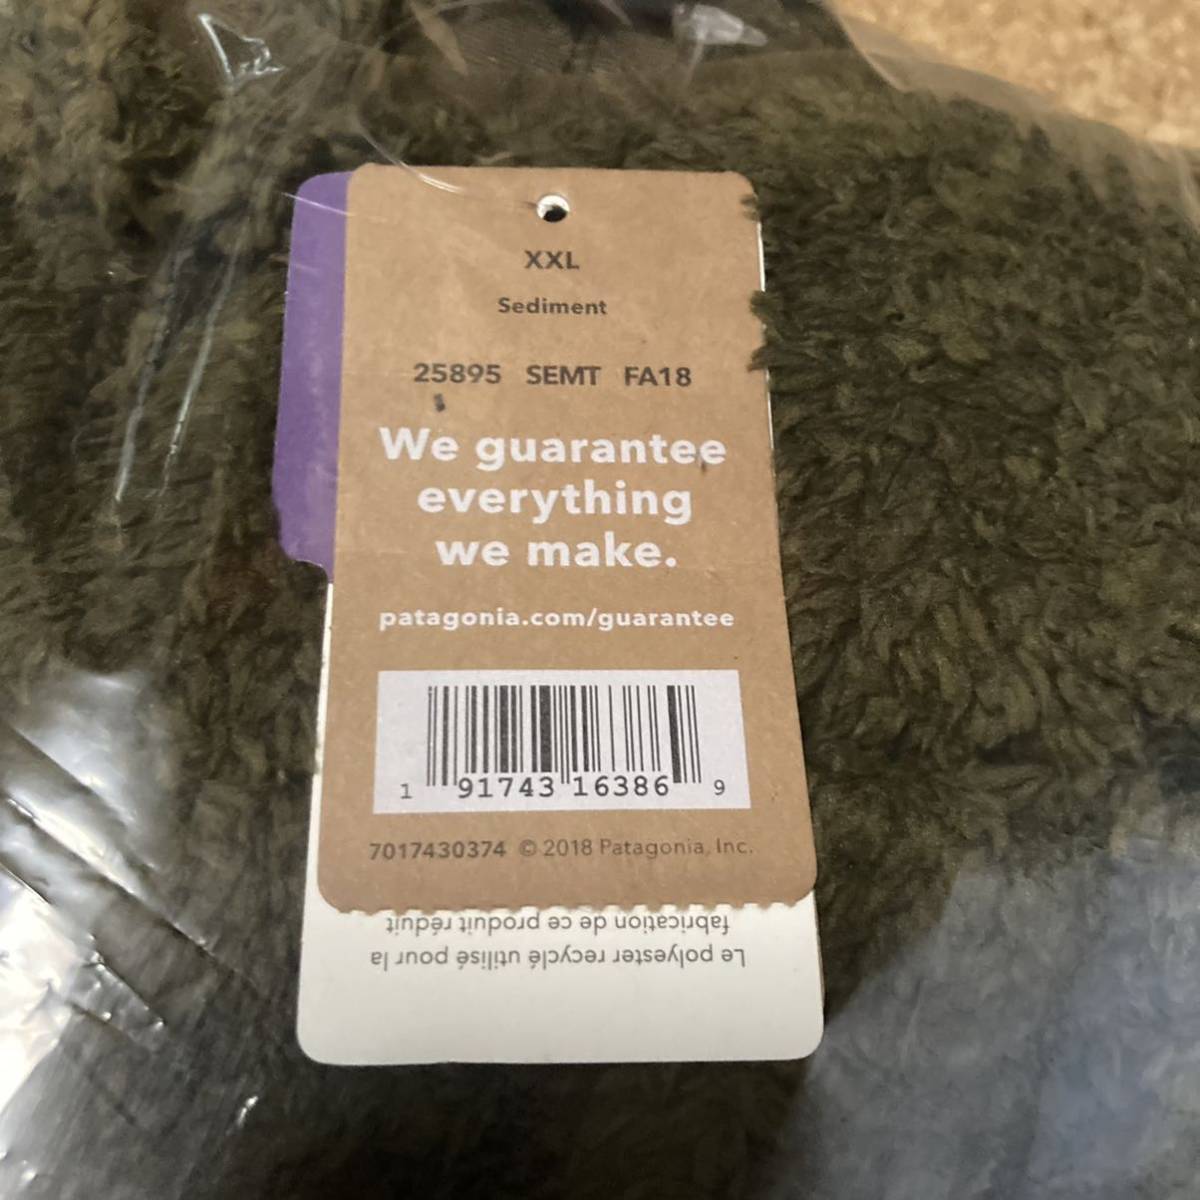 XXL
Sediment
25895 SEMT FA18
We guarantee
everything
we make.
patagonia.com/guarantee
1 91743 16386 9
7017430374 © 2018 Patagonia, Inc.
Le polyester recyclé utilisé pour la
fabrication de ce produit réduit